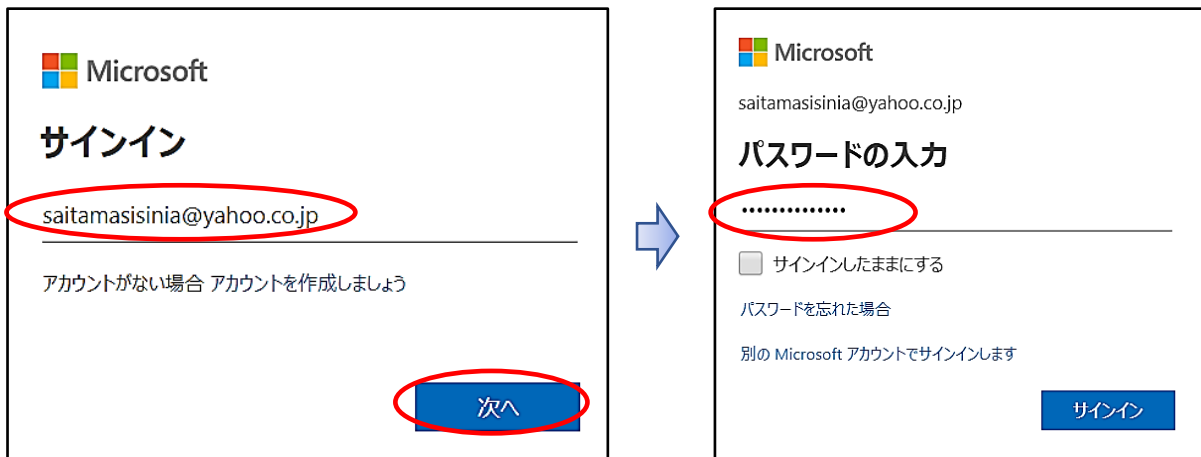 Microsoft
サインイン
saitamasisinia@yahoo.co.jp
アカウントがない場合 アカウントを作成しましょう
次へ
Microsoft
saitamasisinia@yahoo.co.jp
パスワードの入力
••••••••••••••
サインインしたままにする
パスワードを忘れた場合
別の Microsoft アカウントでサインインします
サインイン